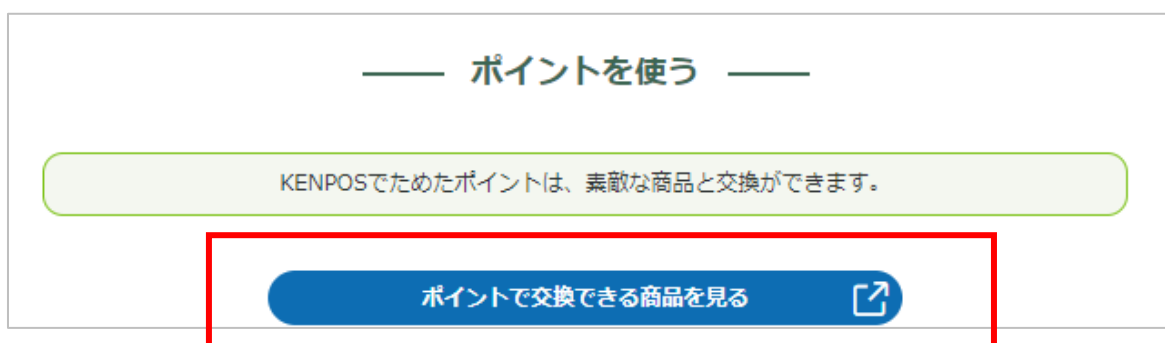 ポイントを使う
KENPOSでためたポイントは、素敵な商品と交換ができます。
ポイントで交換できる商品を見る